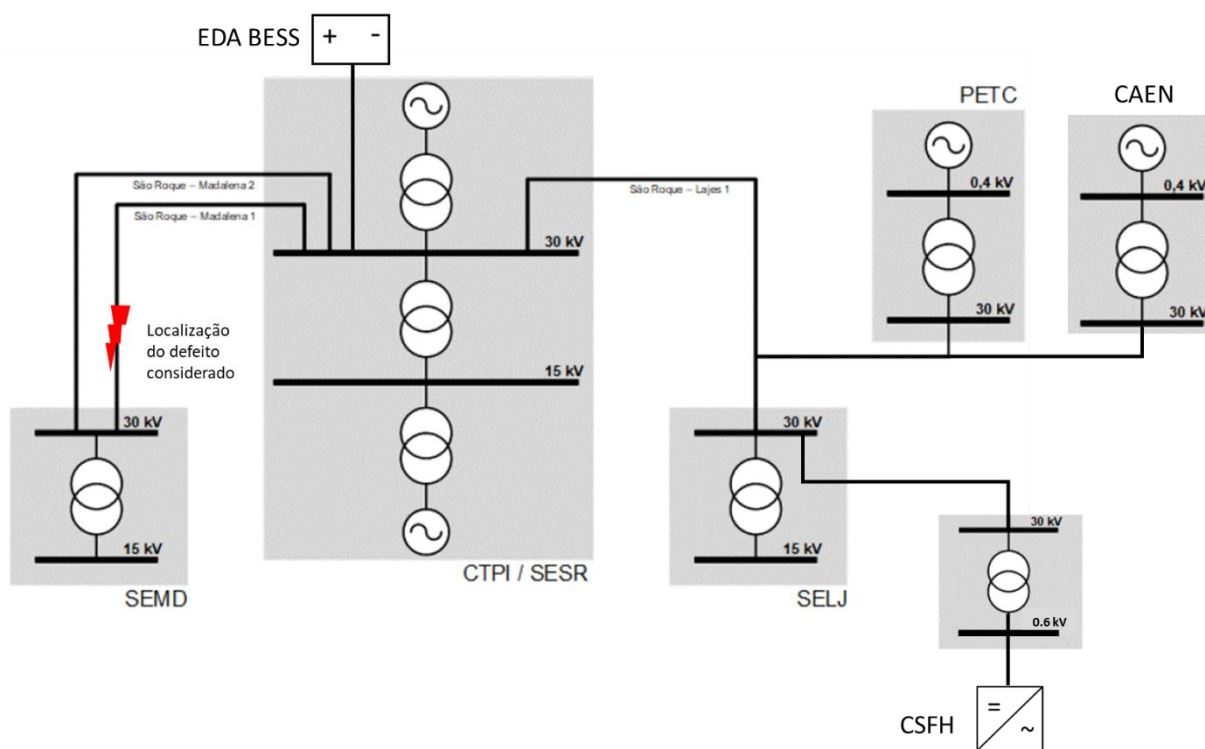 EDA BESS
+ -
PETC
CAEN
São Roque – Madalena 2
São Roque – Madalena 1
São Roque – Lajes 1
0,4 kV
0,4 kV
30 kV
30 kV
30 kV
Localização
do defeito
considerado
15 kV
30 kV
30 kV
15 kV
15 kV
SEMD
CTPI / SESR
SELJ
30 kV
0.6 kV
CSFH
=
~